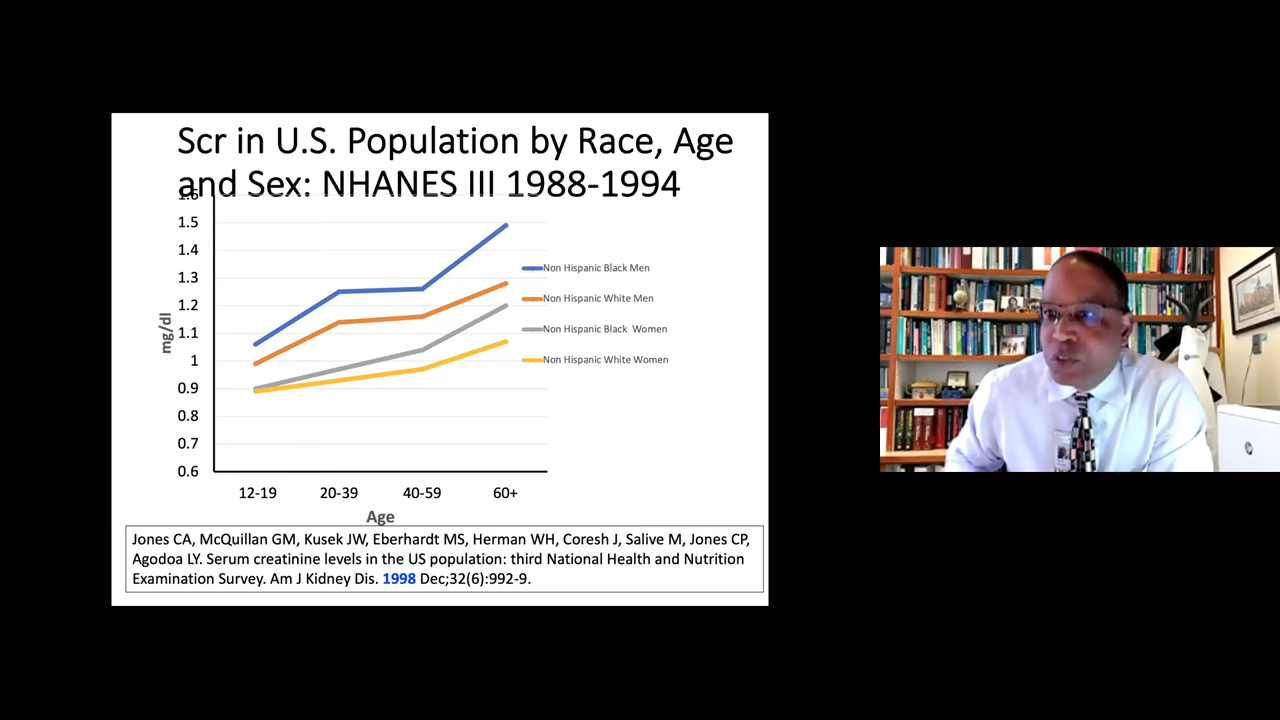 Scr in U.S. Population by Race, Age
and Sex: NHANES III 1988-1994
1.6
1.5
1.4
1.3
1.2
1.1
1
0.9
0.8
0.7
0.6
mg/dl
Non Hispanic Black Men
Non Hispanic White Men
Non Hispanic Black Women
Non Hispanic White Women
12-19 20-39 40-59 60+
Age
Jones CA, McQuillan GM, Kusek JW, Eberhardt MS, Herman WH, Coresh J, Salive M, Jones CP,
Agodoa LY. Serum creatinine levels in the US population: third National Health and Nutrition
Examination Survey. Am J Kidney Dis. 1998 Dec;32(6):992-9.
hp